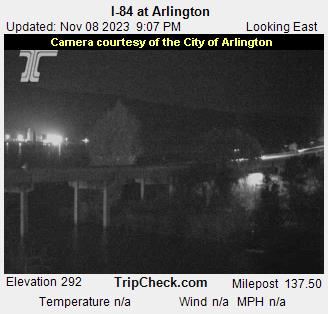 I-84 at Arlington
Updated: Nov 08 2023 9:07 PM Looking East
Camera courtesy of the City of Arlington
Elevation 292 TripCheck.com Milepost 137.50
Temperature n/a Wind n/a MPH n/a